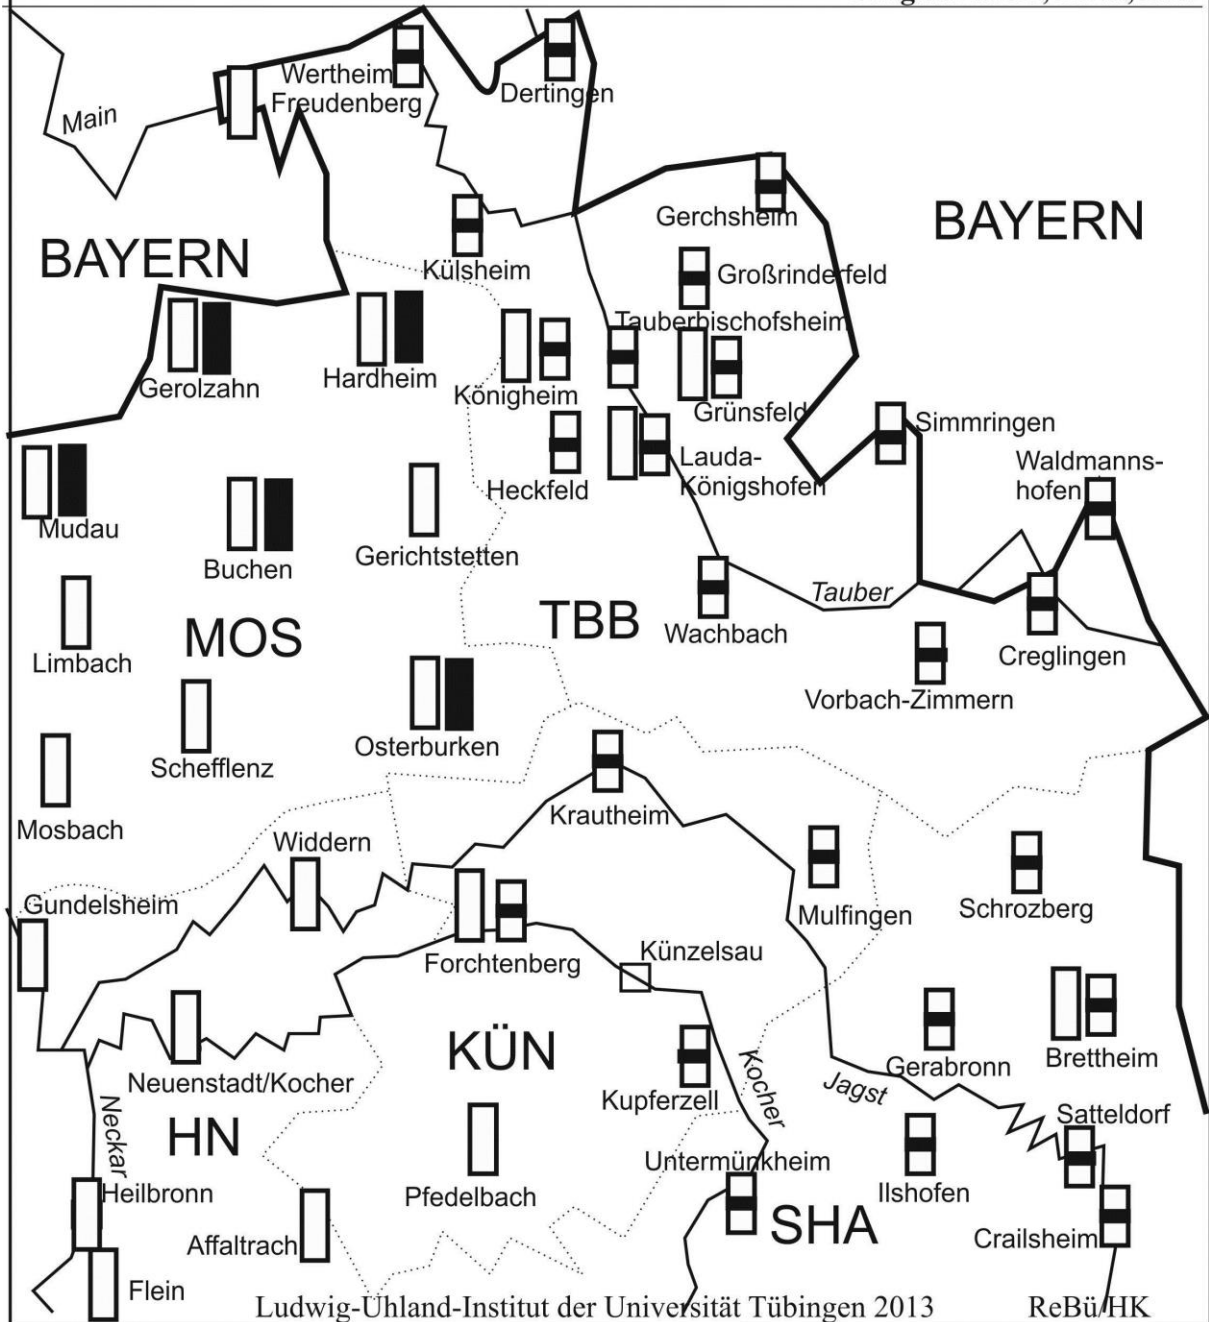 Wertheim
Freudenberg
Dertingen
Main
Gerchsheim
BAYERN
BAYERN
Külsheim
Großrinderfeld
Tauberbischofsheim
Gerolzahn
Hardheim
Königheim
Grünsfeld
Simmringen
Lauda-
Königshofen
Waldmanns-
hofen
Heckfeld
Mudau
Buchen
Gerichtstetten
Tauber
MOS
TBB
Wachbach
Limbach
Creglingen
Vorbach-Zimmern
Osterburken
Schefflenz
Krautheim
Mosbach
Widdern
Gundelsheim
Mulfingen
Schrozberg
Forchtenberg
Künzelsau
KÜN
Gerabronn
Brettheim
Neuenstadt/Kocher
Kupferzell
Kocher
Jagst
Neckar
HN
Satteldorf
Untermünkheim
Heilbronn
Pfedelbach
Ilshofen
SHA
Affaltrach
Crailsheim
Flein
Ludwig-Uhland-Institut der Universität Tübingen 2013
ReBü/HK